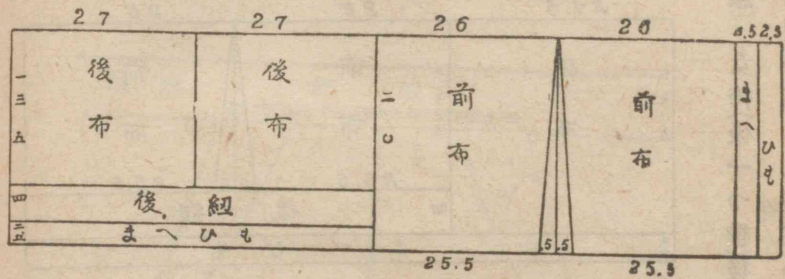 27 27 26 26 4.5 2.3
後布
後布
前布
前布
まへ
ひも
一三五
二〇
四
後紐
二五
まへひも
.5 .5
25.5 25.5